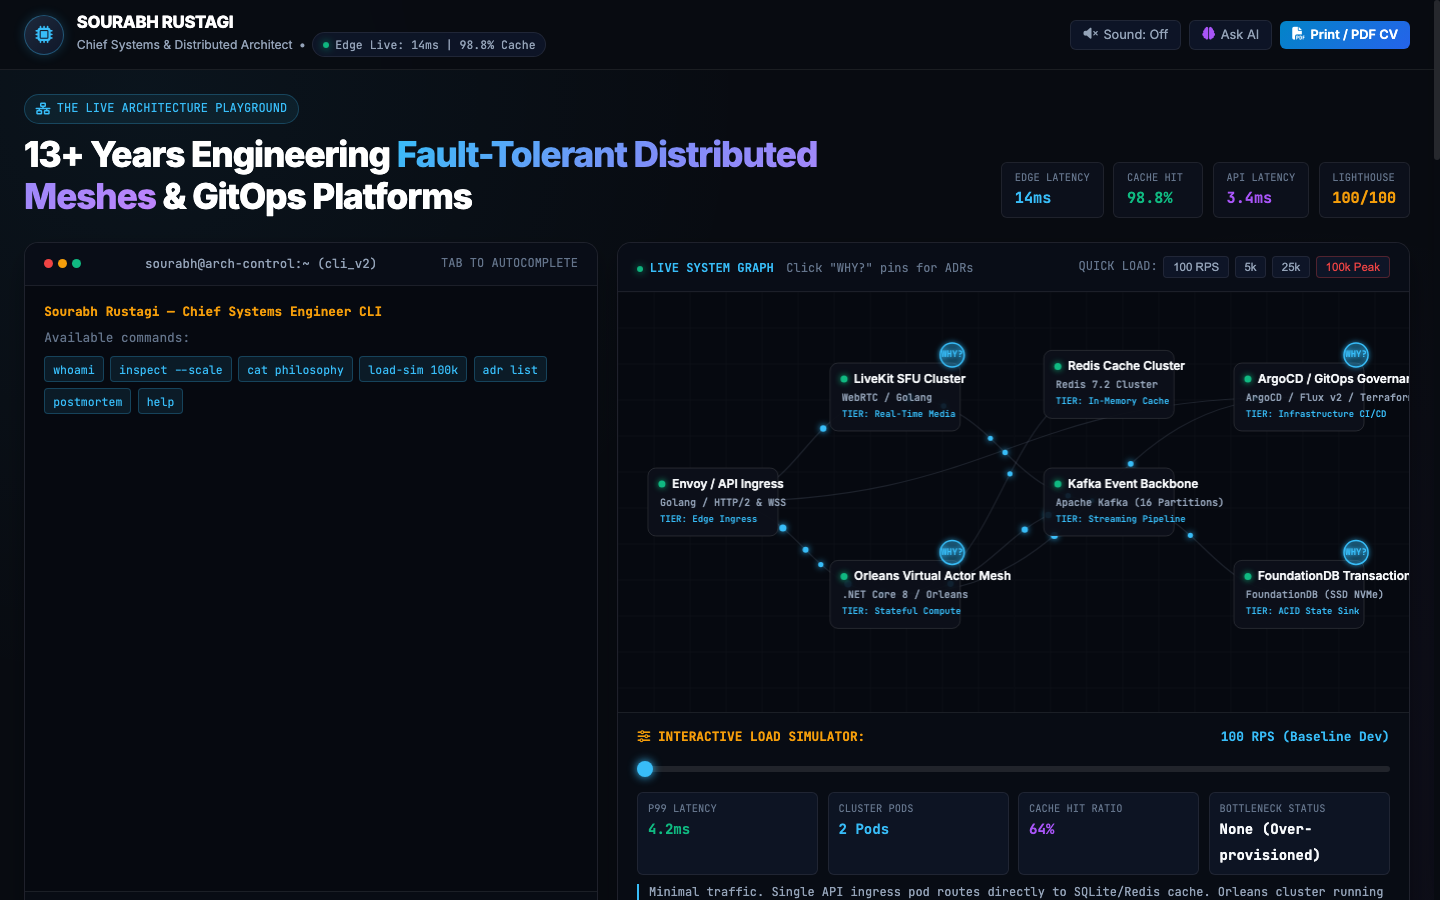 SOURABH RUSTAGI
Chief Systems & Distributed Architect • Edge Live: 14ms | 98.8% Cache
Sound: Off
Ask AI
Print / PDF CV
THE LIVE ARCHITECTURE PLAYGROUND
13+ Years Engineering Fault-Tolerant Distributed
Meshes & GitOps Platforms
EDGE LATENCY
14ms
CACHE HIT
98.8%
API LATENCY
3.4ms
LIGHTHOUSE
100/100
sourabh@arch-control:~ (cli_v2)
TAB TO AUTOCOMPLETE
Sourabh Rustagi — Chief Systems Engineer CLI
Available commands:
whoami
inspect --scale
cat philosophy
load-sim 100k
adr list
postmortem
help
LIVE SYSTEM GRAPH
Click "WHY?" pins for ADRs
QUICK LOAD:
100 RPS
5k
25k
100k Peak
WHY?
LiveKit SFU Cluster
WebRTC / Golang
TIER: Real-Time Media
Redis Cache Cluster
Redis 7.2 Cluster
TIER: In-Memory Cache
WHY?
ArgoCD / GitOps Governan
ArgoCD / Flux v2 / Terraform
TIER: Infrastructure CI/CD
Envoy / API Ingress
Golang / HTTP/2 & WSS
TIER: Edge Ingress
Kafka Event Backbone
Apache Kafka (16 Partitions)
TIER: Streaming Pipeline
WHY?
Orleans Virtual Actor Mesh
.NET Core 8 / Orleans
TIER: Stateful Compute
WHY?
FoundationDB Transaction
FoundationDB (SSD NVMe)
TIER: ACID State Sink
INTERACTIVE LOAD SIMULATOR:
100 RPS (Baseline Dev)
P99 LATENCY
4.2ms
CLUSTER PODS
2 Pods
CACHE HIT RATIO
64%
BOTTLENECK STATUS
None (Over-
provisioned)
Minimal traffic. Single API ingress pod routes directly to SQLite/Redis cache. Orleans cluster running